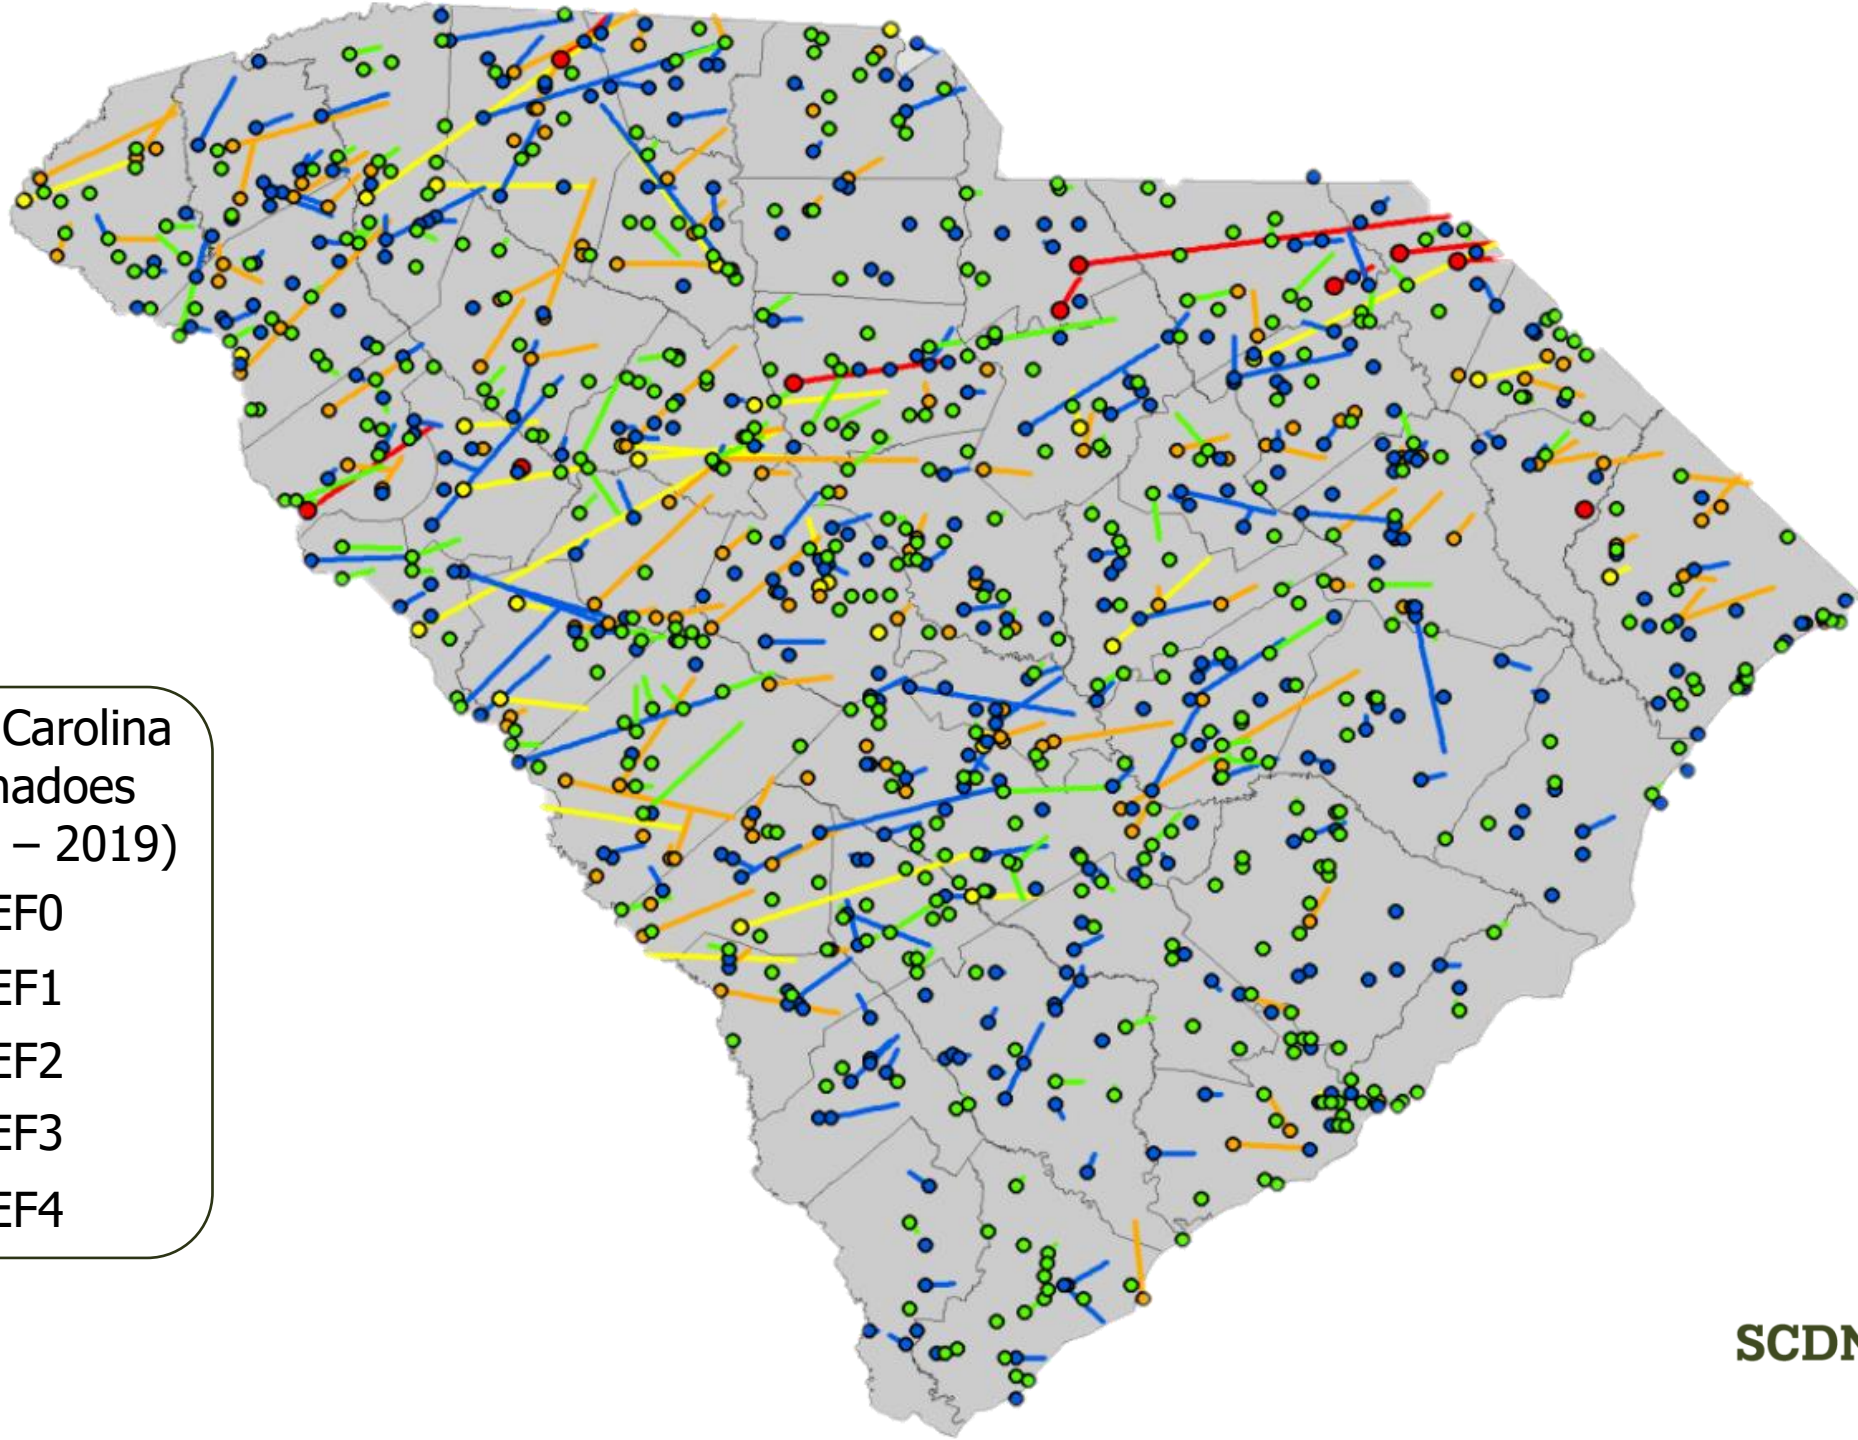 Carolina
nadoes
– 2019)
EF0
EF1
EF2
EF3
EF4
SCDN